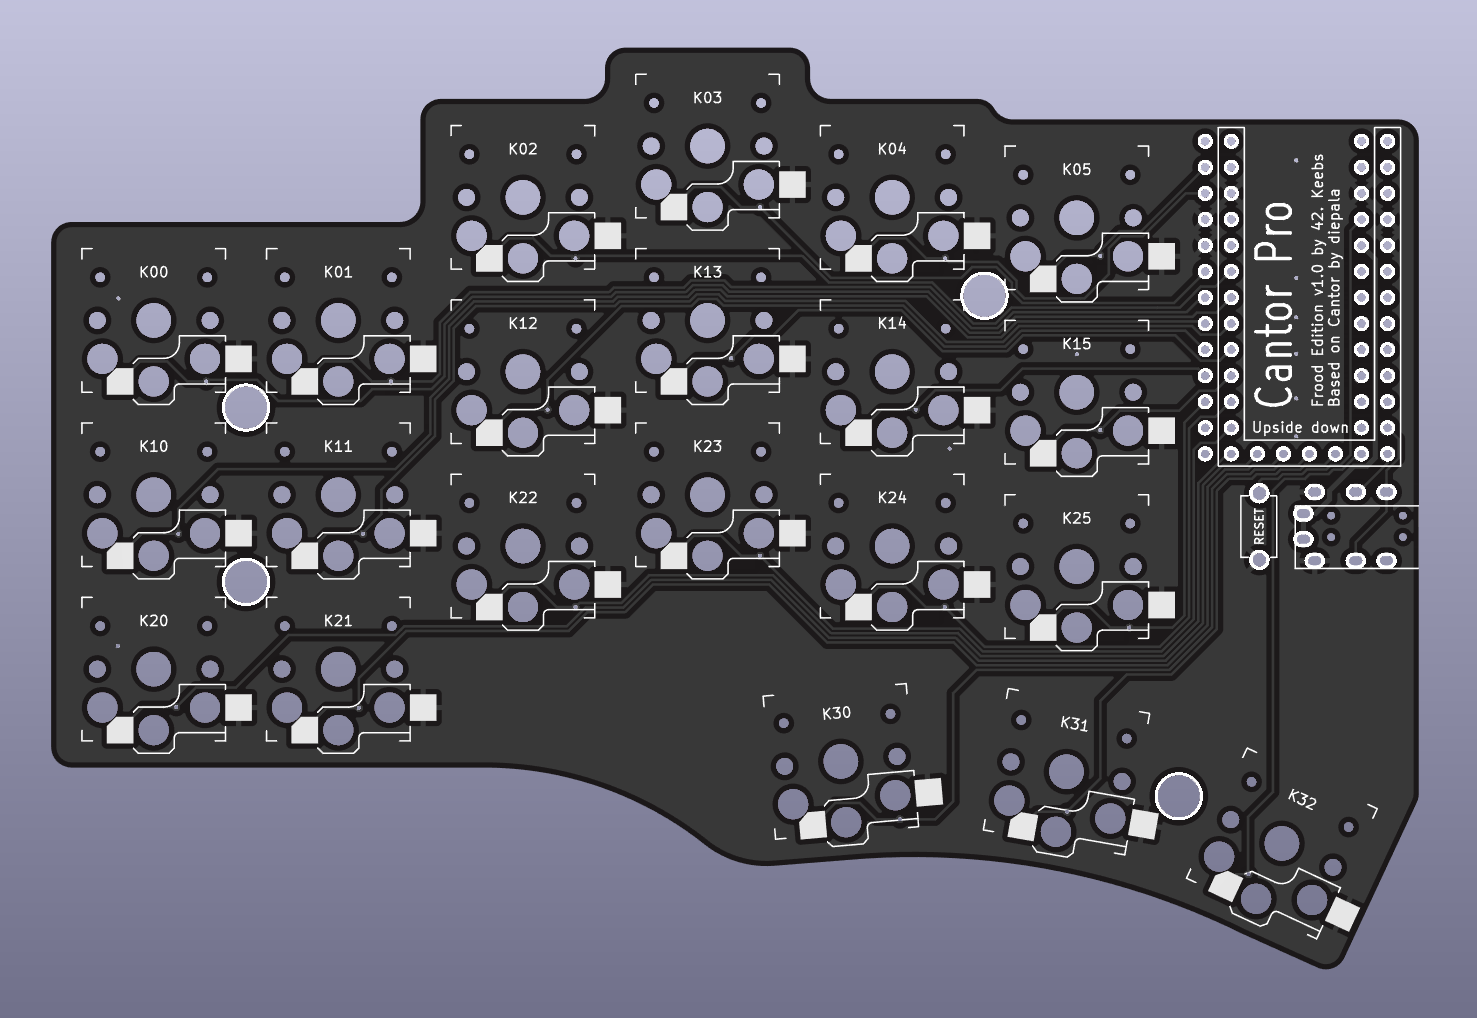 K03
K02
K04
K05
K00
K01
K13
K12
K14
K15
K10
K11
K23
K22
K24
K25
K20
K21
K30
K31
K32
Cantor Pro
Frood Edition v1.0 by 42. Keebs
Based on Cantor by diepala
Upside down
RESET